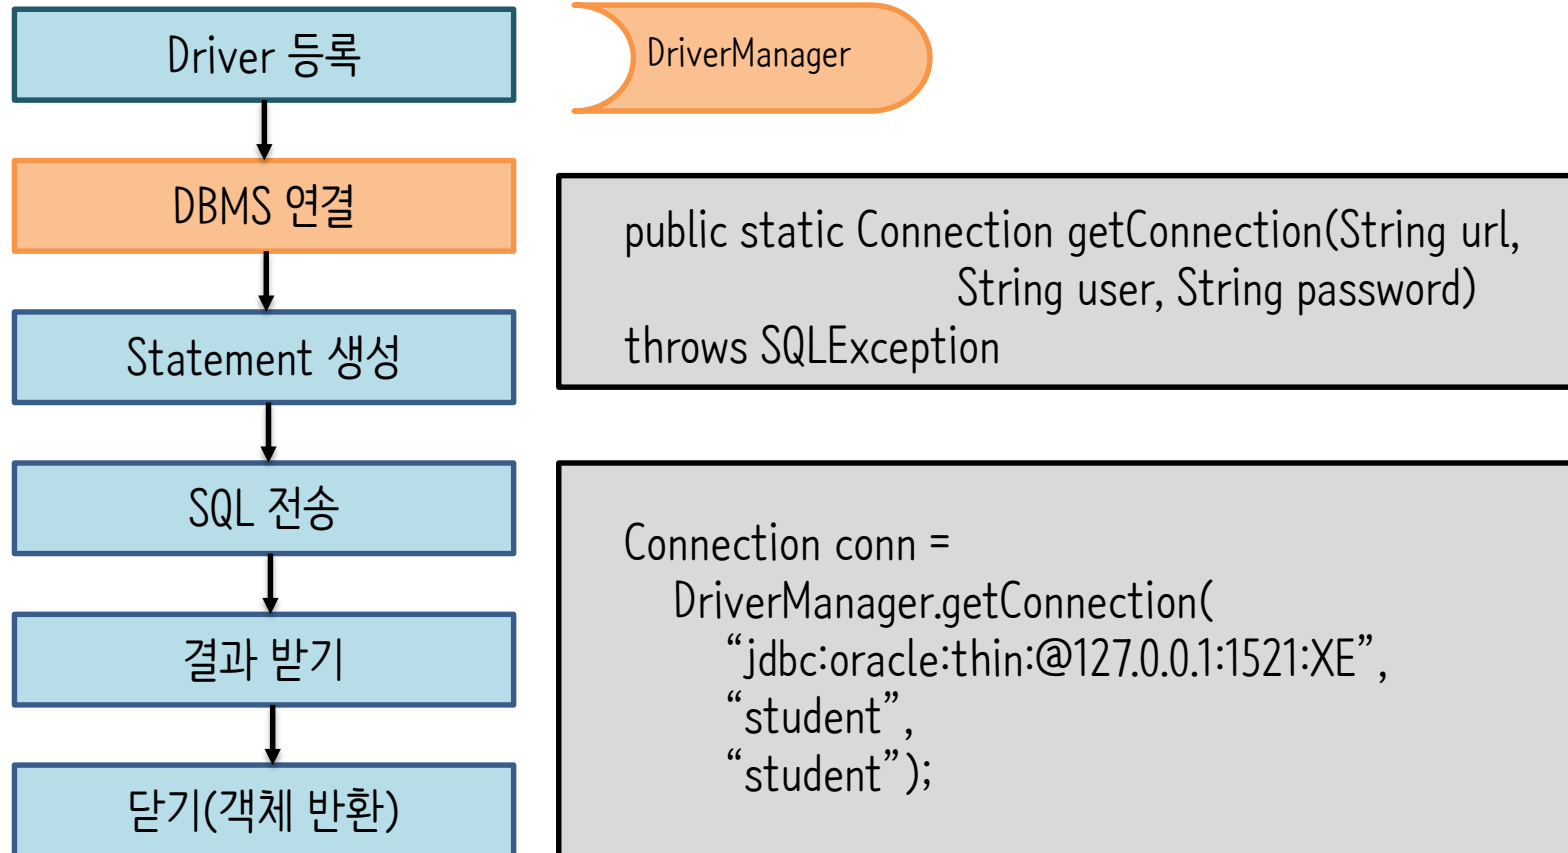 Driver 등록
DriverManager
DBMS 연결
Statement 생성
SQL 전송
결과 받기
닫기(객체 반환)
public static Connection getConnection(String url,
String user, String password)
throws SQLException
Connection conn =
DriverManager.getConnection(
“jdbc:oracle:thin:@127.0.0.1:1521:XE”,
“student”,
“student”);